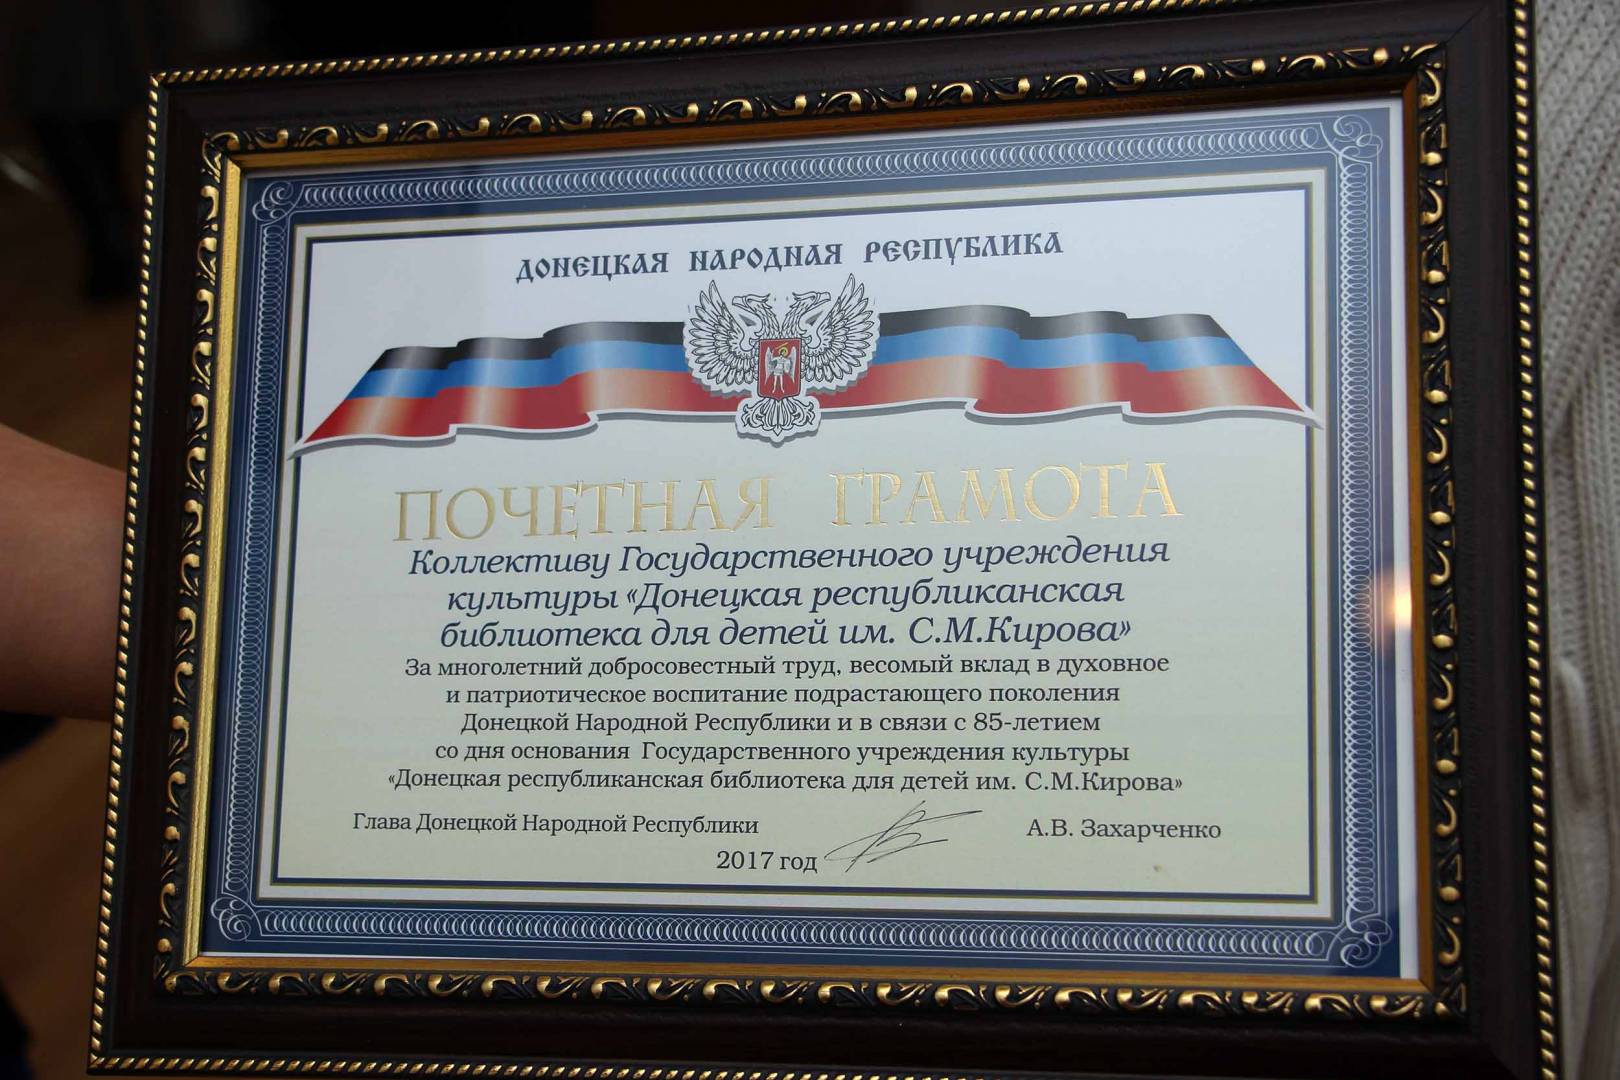 ДОНЕЦКАЯ НАРОДНАЯ РЕСПУБЛИКА
ПОЧЕТНАЯ ГРАМОТА
Коллективу Государственного учреждения
культуры «Донецкая республиканская
библиотека для детей им. С.М.Кирова»
За многолетний добросовестный труд, весомый вклад в духовное
и патриотическое воспитание подрастающего поколения
Донецкой Народной Республики и в связи с 85-летием
со дня основания Государственного учреждения культуры
«Донецкая республиканская библиотека для детей им. С.М.Кирова»
Глава Донецкой Народной Республики А.В. Захарченко
2017 год